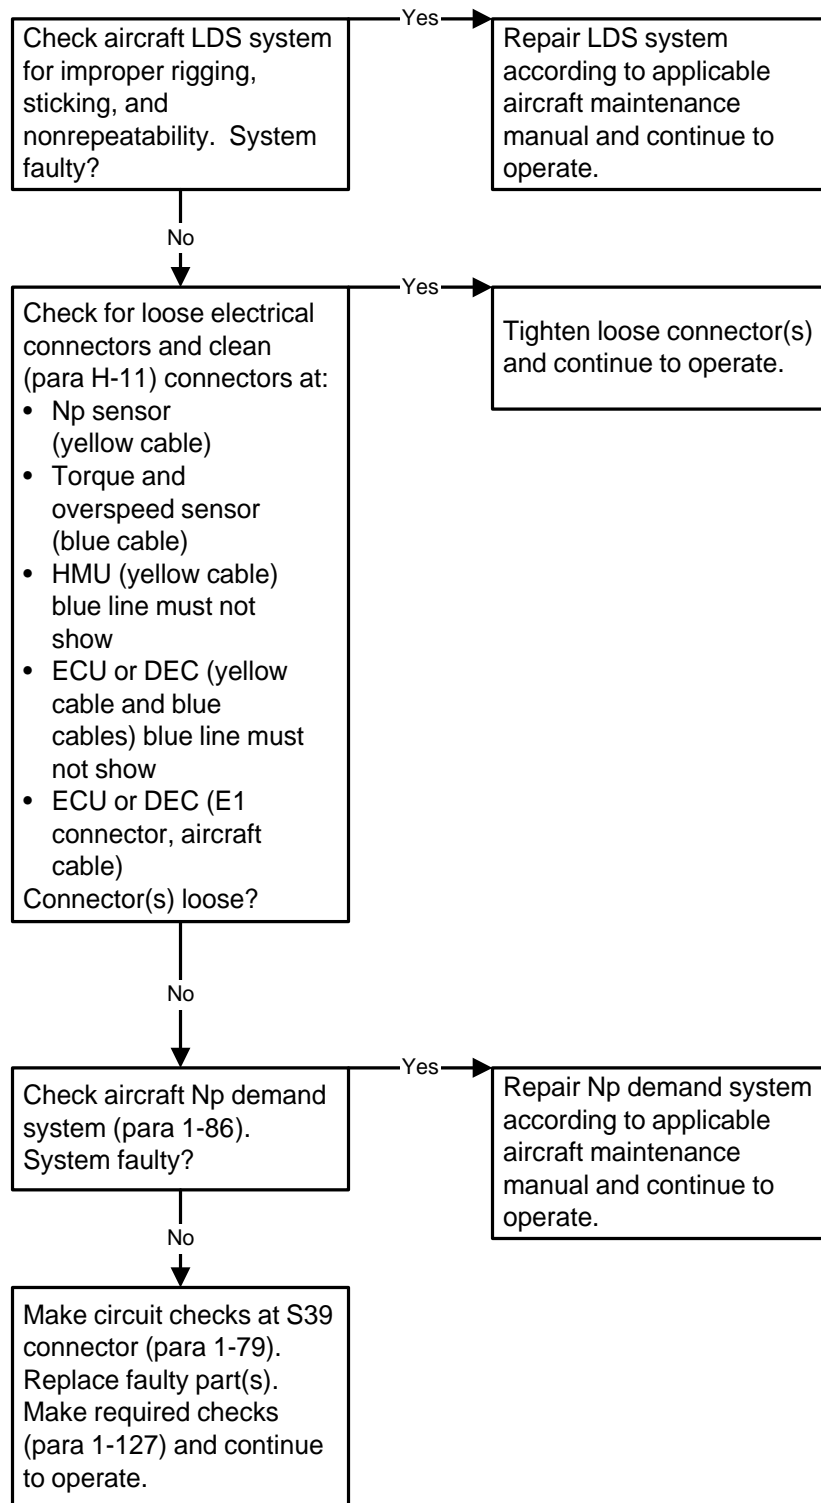 Check aircraft LDS system
for improper rigging,
sticking, and
nonrepeatability.  System
faulty?
Yes
Repair LDS system
according to applicable
aircraft maintenance
manual and continue to
operate.
No
Check for loose electrical
connectors and clean
(para H-11) connectors at:
• Np sensor
(yellow cable)
• Torque and
overspeed sensor
(blue cable)
• HMU (yellow cable)
blue line must not
show
• ECU or DEC (yellow
cable and blue
cables) blue line must
not show
• ECU or DEC (E1
connector, aircraft
cable)
Connector(s) loose?
Yes
Tighten loose connector(s)
and continue to operate.
No
Check aircraft Np demand
system (para 1-86).
System faulty?
Yes
Repair Np demand system
according to applicable
aircraft maintenance
manual and continue to
operate.
No
Make circuit checks at S39
connector (para 1-79).
Replace faulty part(s).
Make required checks
(para 1-127) and continue
to operate.